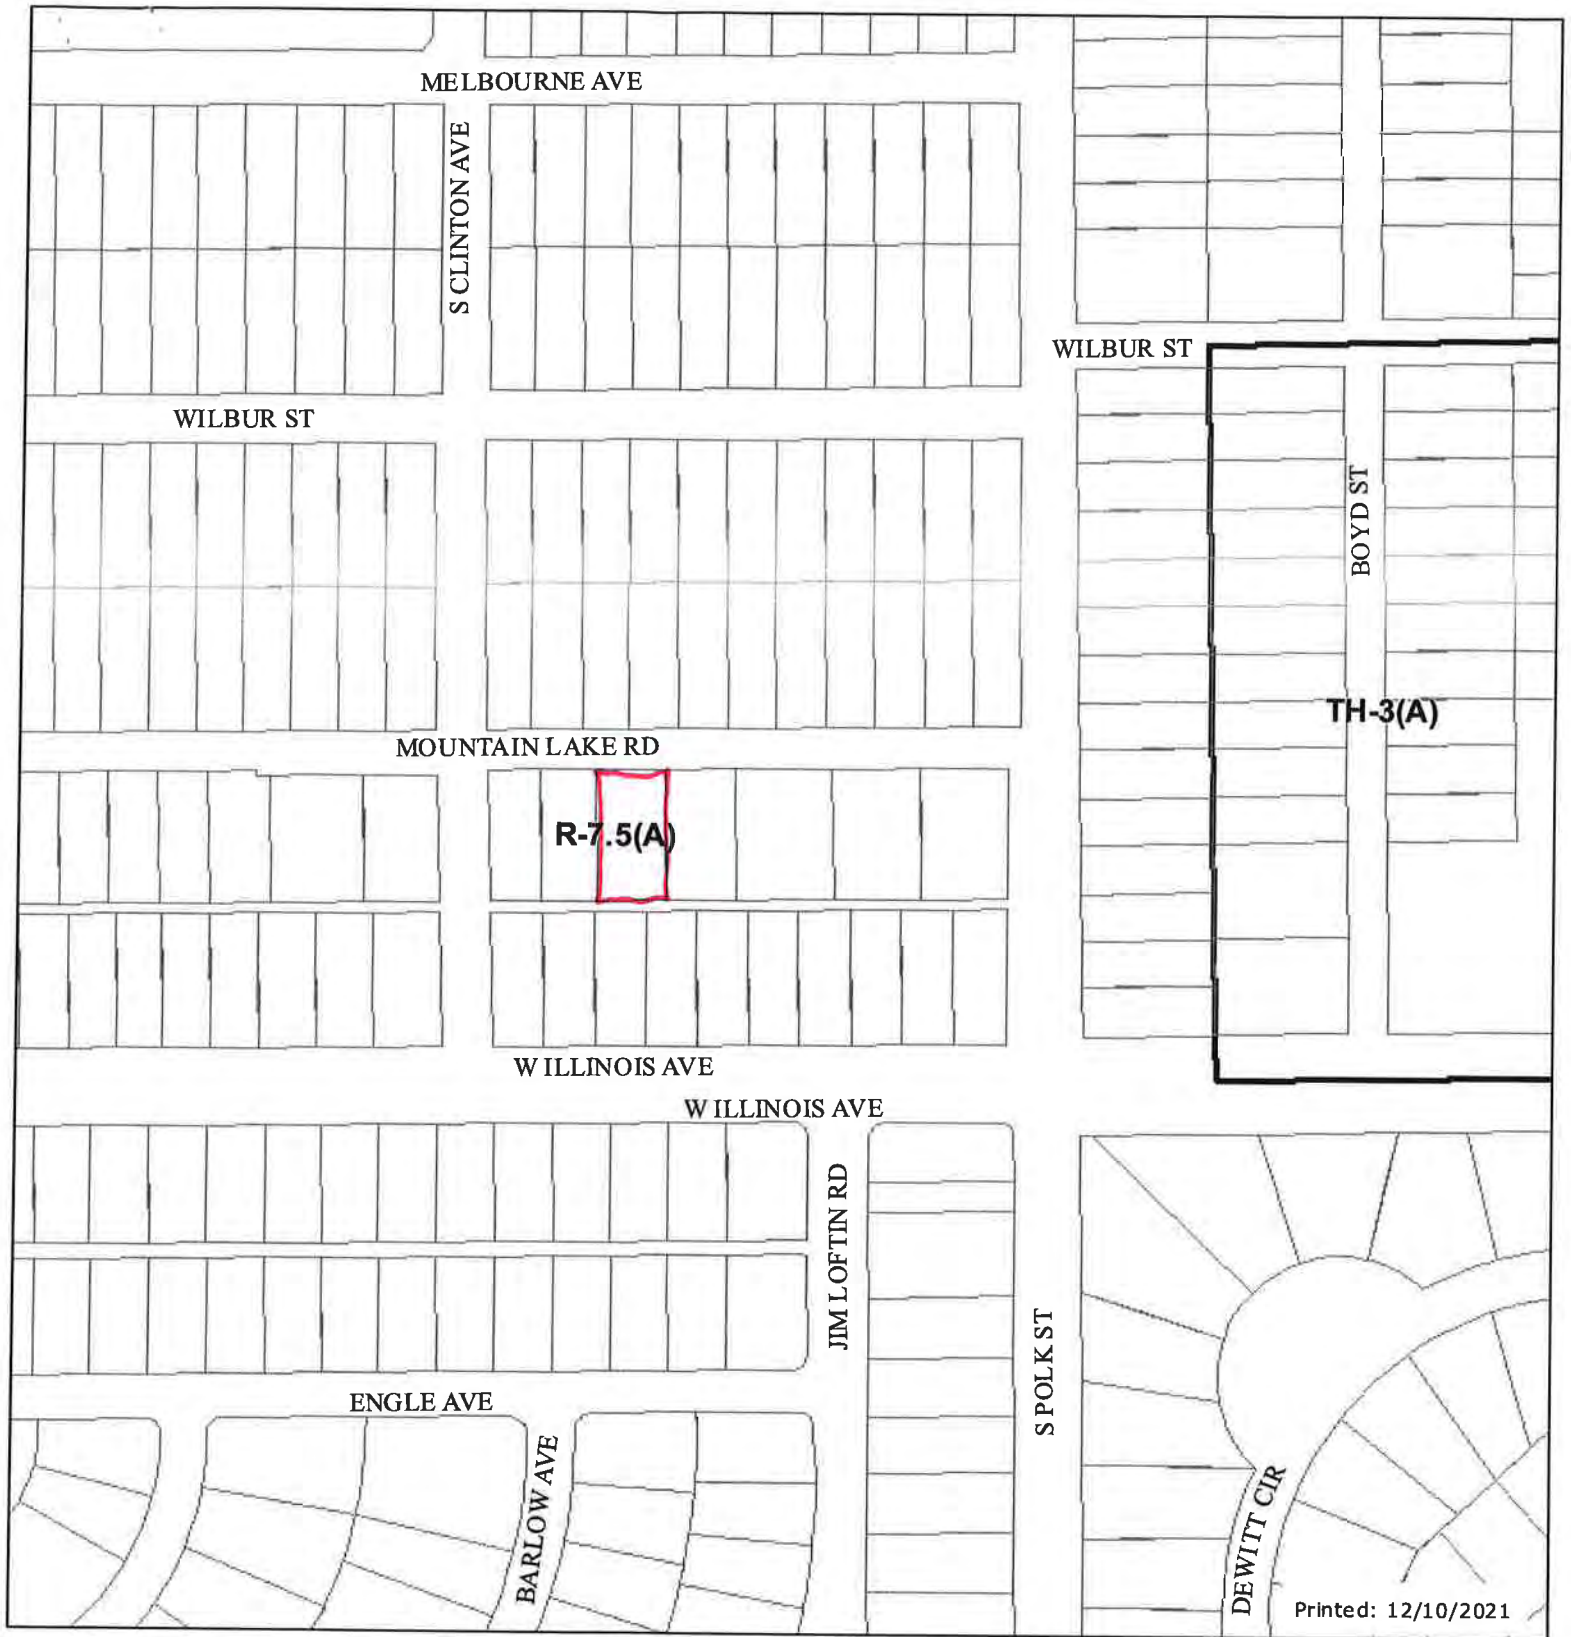 MELBOURNE AVE
S CLINTON AVE
WILBUR ST
WILBUR ST
BOYD ST
TH-3(A)
MOUNTAIN LAKE RD
R-7.5(A)
W ILLINOIS AVE
W ILLINOIS AVE
JIM LOFTIN RD
S POLK ST
ENGLE AVE
BARLOW AVE
DEWITT CIR
Printed: 12/10/2021